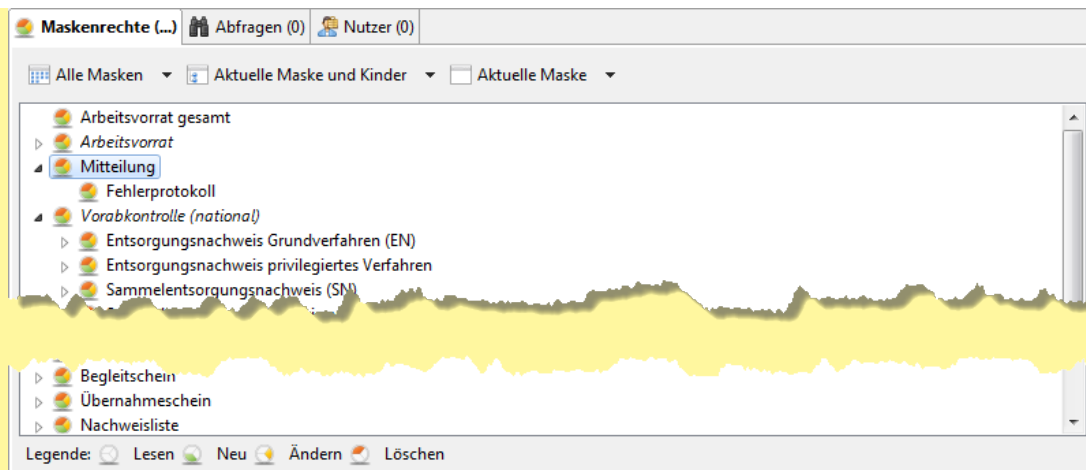 Maskenrechte (...) Abfragen (0) Nutzer (0)
Alle Masken Aktuelle Maske und Kinder Aktuelle Maske
Arbeitsvorrat gesamt
Arbeitsvorrat
Mitteilung
Fehlerprotokoll
Vorabkontrolle (national)
Entsorgungsnachweis Grundverfahren (EN)
Entsorgungsnachweis privilegiertes Verfahren
Sammelentsorgungsnachweis (SN)
Begleitschein
Übernahmeschein
Nachweisliste
Legende: Lesen Neu Ändern Löschen